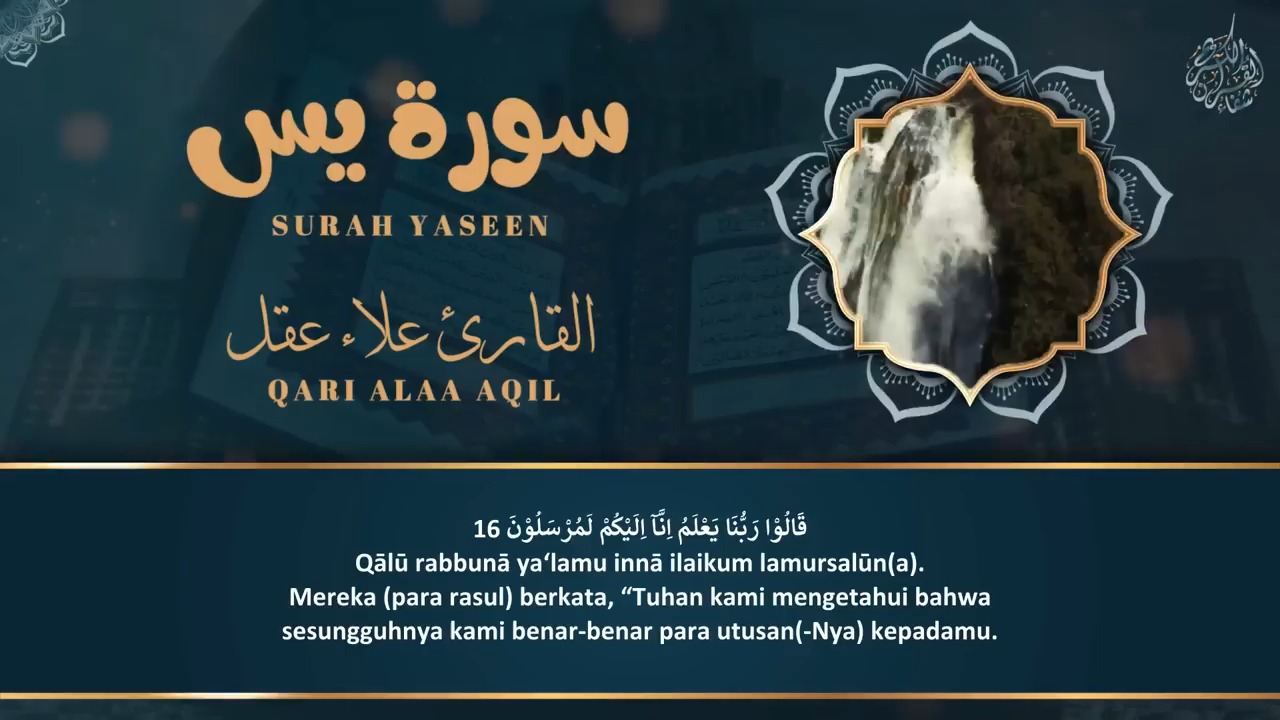 سورة يس
SURAH YASEEN
القارئ علاء عقل
QARI ALAA AQIL
قَالُوْا رَبُّنَا يَعْلَمُ اِنَّآ اِلَيْكُمْ لَمُرْسَلُوْنَ 16
Qālū rabbunā ya‘lamu innā ilaikum lamursalūn(a).
Mereka (para rasul) berkata, “Tuhan kami mengetahui bahwa
sesungguhnya kami benar-benar para utusan(-Nya) kepadamu.